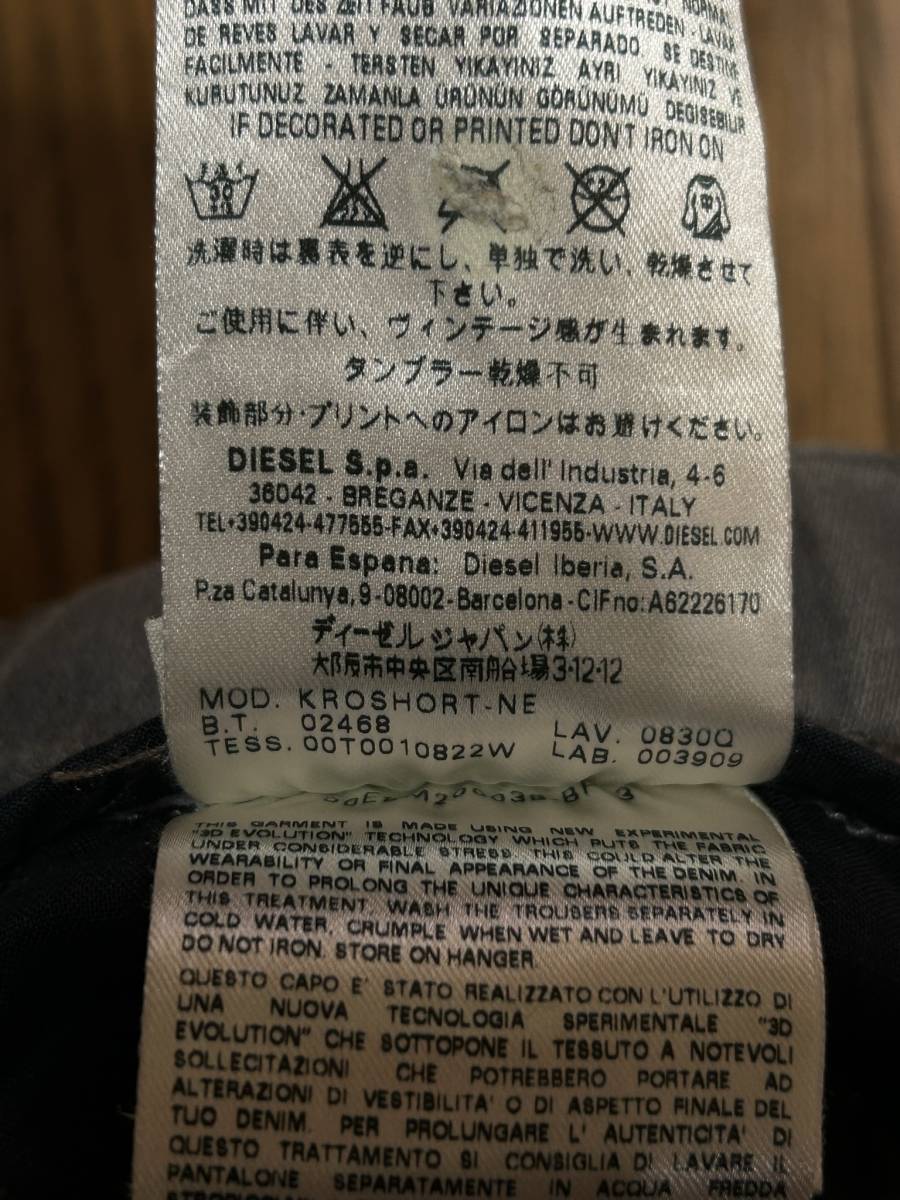 DASS MIT DES ZEIT FAUB VARIAZIONEN AUFTREDEN - LAVAR
DE REVES LAVAR Y SECAR POR SEPARADO SE DESTIÑE
FACILMENTE - TERSTEN YIKAYINIZ AYRI YIKAYINIZ VE
KURUTUNUZ ZAMANLA ÜRÜNÜN GÖRÜNÜMÜ DEGISEBILIR
IF DECORATED OR PRINTED DON'T IRON ON
30
洗濯時は裏表を逆にし、単独で洗い、乾燥させて
下さい。
ご使用に伴い、ヴィンテージ感が生まれます。
タンブラー乾燥不可
装飾部分・プリントへのアイロンはお避けください。
DIESEL S.p.a. Via dell' Industria, 4-6
36042 - BREGANZE - VICENZA - ITALY
TEL+390424-477555-FAX+390424-411955-WWW.DIESEL.COM
Para Espana: Diesel Iberia, S.A.
P.za Catalunya,9-08002-Barcelona-CIFno:A62226170
ディーゼル ジャパン(株)
大阪市中央区南船場3-12-12
MOD. KROSHORT-NE
B.T. 02468 LAV. 0830Q
TESS. 00T0010822W LAB. 003909
THIS GARMENT IS MADE USING NEW EXPERIMENTAL
"3D EVOLUTION" TECHNOLOGY WHICH PUTS THE FABRIC
UNDER CONSIDERABLE STRESS. THIS COULD ALTER THE
WEARABILITY OR FINAL APPEARANCE OF THE DENIM. IN
ORDER TO PROLONG THE UNIQUE CHARACTERISTICS OF
THIS TREATMENT, WASH THE TROUSERS SEPARATELY IN
COLD WATER, CRUMPLE WHEN WET AND LEAVE TO DRY
DO NOT IRON. STORE ON HANGER.
QUESTO CAPO E' STATO REALIZZATO CON L'UTILIZZO DI
UNA NUOVA TECNOLOGIA SPERIMENTALE "3D
EVOLUTION" CHE SOTTOPONE IL TESSUTO A NOTEVOLI
SOLLECITAZIONI CHE POTREBBERO PORTARE AD
ALTERAZIONI DI VESTIBILITA' O DI ASPETTO FINALE DEL
TUO DENIM. PER PROLUNGARE L' AUTENTICITA' DI
QUESTO TRATTAMENTO SI CONSIGLIA DI LAVARE IL
PANTALONE SEPARATAMENTE IN ACQUA FREDDA